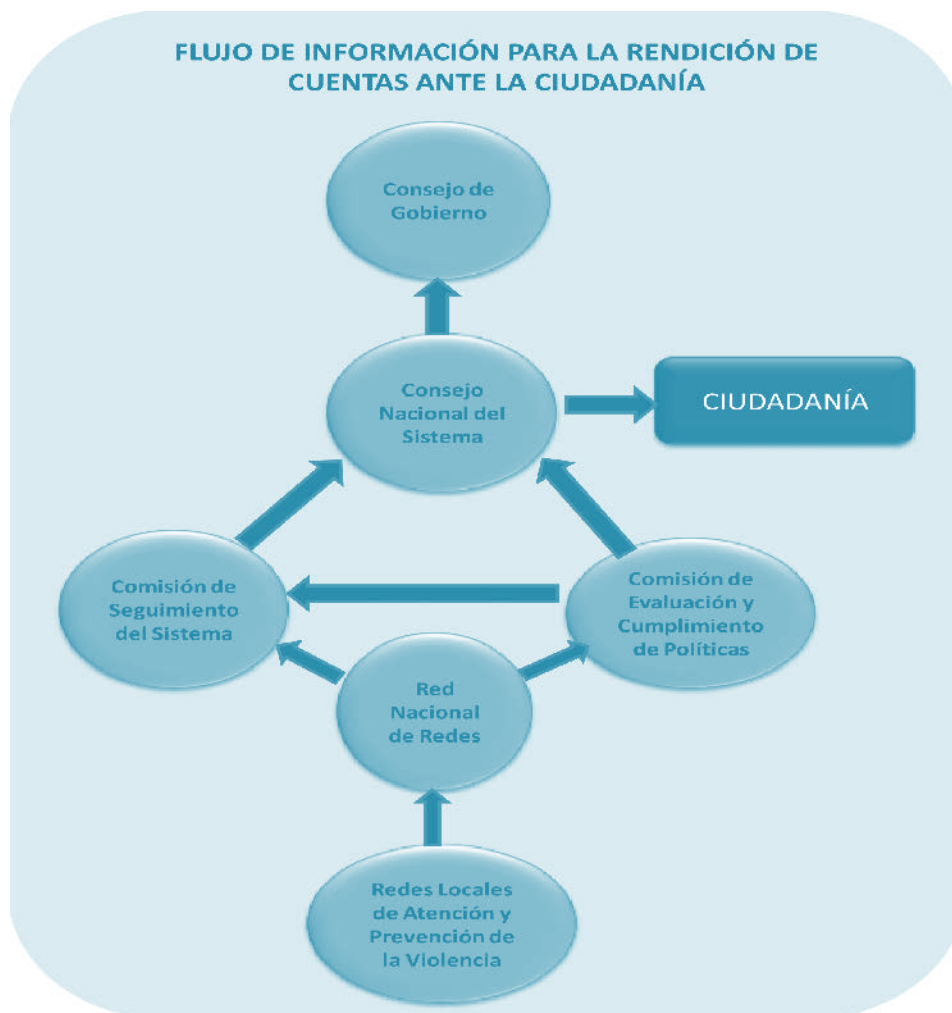 FLUJO DE INFORMACIÓN PARA LA RENDICIÓN DE
CUENTAS ANTE LA CIUDADANÍA
Consejo de
Gobierno
Consejo
Nacional del
Sistema
CIUDADANÍA
Comisión de
Seguimiento
del Sistema
Comisión de
Evaluación y
Cumplimiento
de Políticas
Red
Nacional
de Redes
Redes Locales
de Atención y
Prevención de
la Violencia